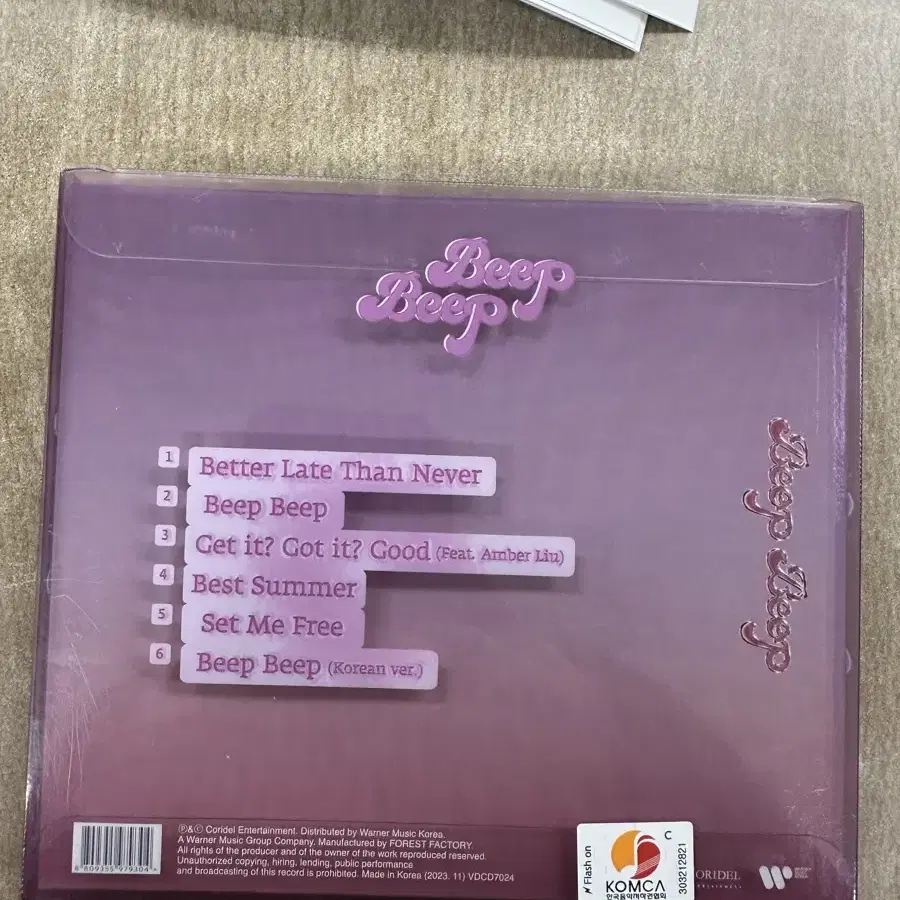 Beep
Beep
1 Better Late Than Never
2 Beep Beep
3 Get it? Got it? Good (Feat. Amber Liu)
4 Best Summer
5 Set Me Free
6 Beep Beep (Korean ver.)
Beep Beep
8 809355 979304
℗&© Coridel Entertainment. Distributed by Warner Music Korea.
A Warner Music Group Company. Manufactured by FOREST FACTORY.
All rights of the producer and of the owner of the work reproduced reserved.
Unauthorized copying, hiring, lending, public performance
and broadcasting of this record is prohibited. Made in Korea (2023. 11) VDCD7024
Flash on
KOMCA
한국음악저작권협회
C
303212821
ORIDEL